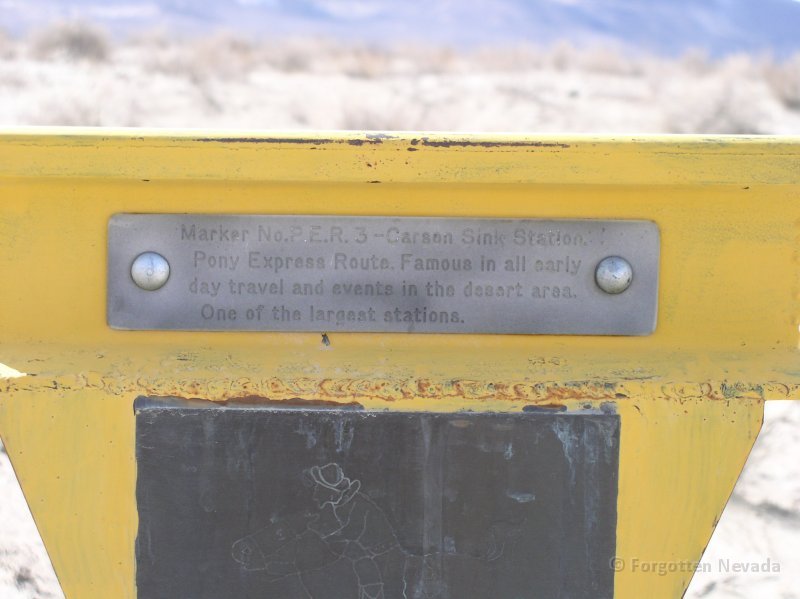 Marker No.P.E.R. 3-Carson Sink Station.
Pony Express Route. Famous in all early
day travel and events in the desert area.
One of the largest stations.
© Forgotten Nevada